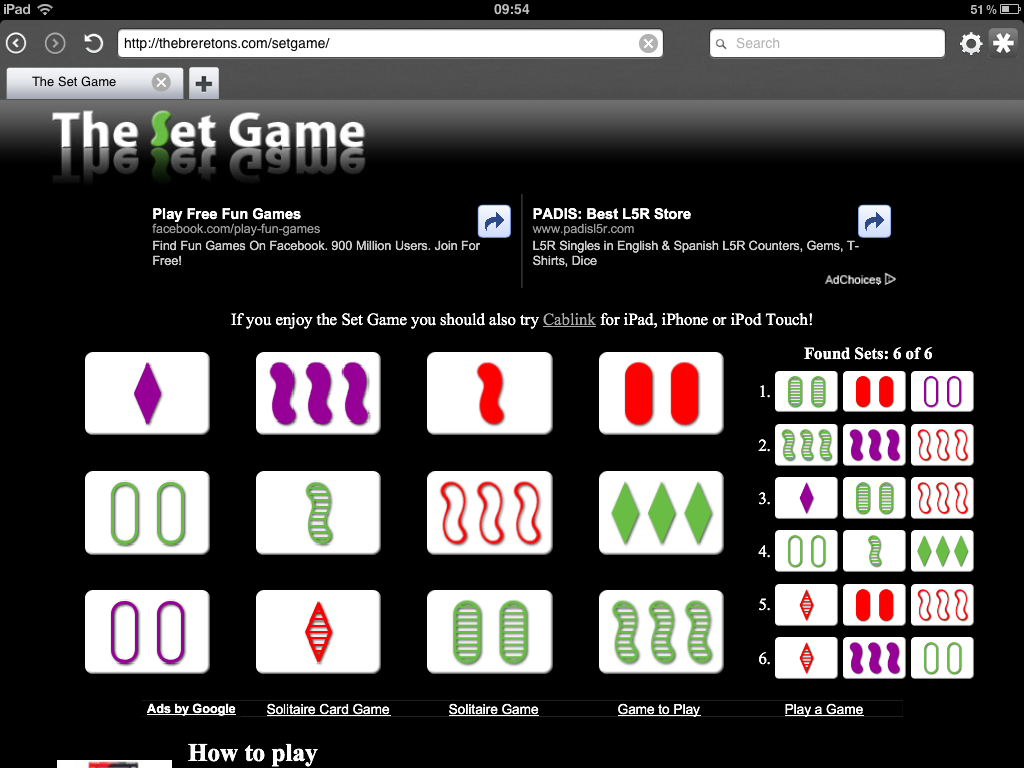 iPad 09:54 51 %
http://thebreretons.com/setgame/ Search
The Set Game
The Set Game
Play Free Fun Games
facebook.com/play-fun-games
Find Fun Games On Facebook. 900 Million Users. Join For
Free!
PADIS: Best L5R Store
www.padisl5r.com
L5R Singles in English & Spanish L5R Counters, Gems, T-
Shirts, Dice
AdChoices
If you enjoy the Set Game you should also try Cablink for iPad, iPhone or iPod Touch!
Found Sets: 6 of 6
1.
2.
3.
4.
5.
6.
Ads by Google Solitaire Card Game Solitaire Game Game to Play Play a Game
How to play